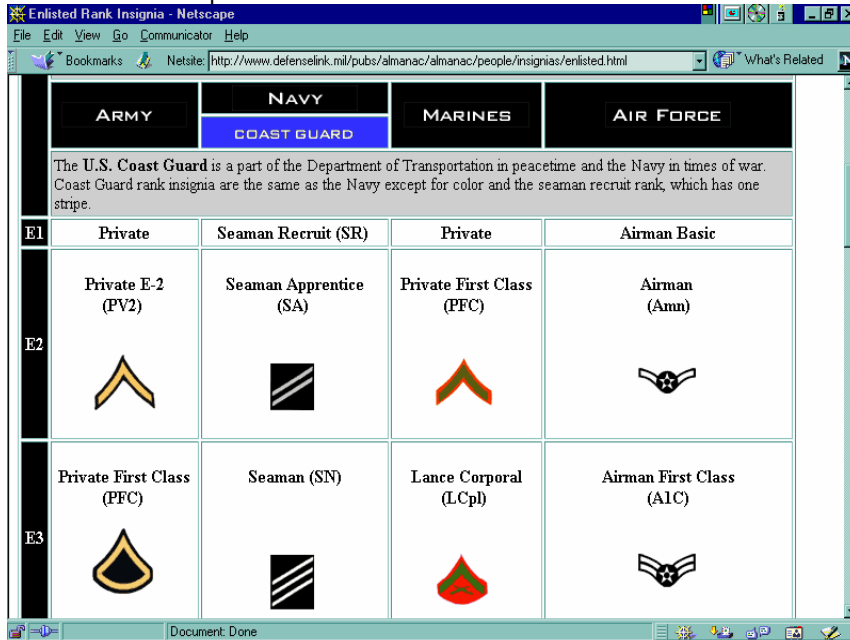 Enlisted Rank Insignia - Netscape
File Edit View Go Communicator Help
Bookmarks Netsite: http://www.defenselink.mil/pubs/almanac/almanac/people/insignias/enlisted.html What's Related
ARMY NAVY MARINES AIR FORCE
COAST GUARD
The U.S. Coast Guard is a part of the Department of Transportation in peacetime and the Navy in times of war.
Coast Guard rank insignia are the same as the Navy except for color and the seaman recruit rank, which has one
stripe.
E1 Private Seaman Recruit (SR) Private Airman Basic
Private E-2 Seaman Apprentice Private First Class Airman
(PV2) (SA) (PFC) (Amn)
E2
Private First Class Seaman (SN) Lance Corporal Airman First Class
(PFC) (LCpl) (A1C)
E3
Document: Done